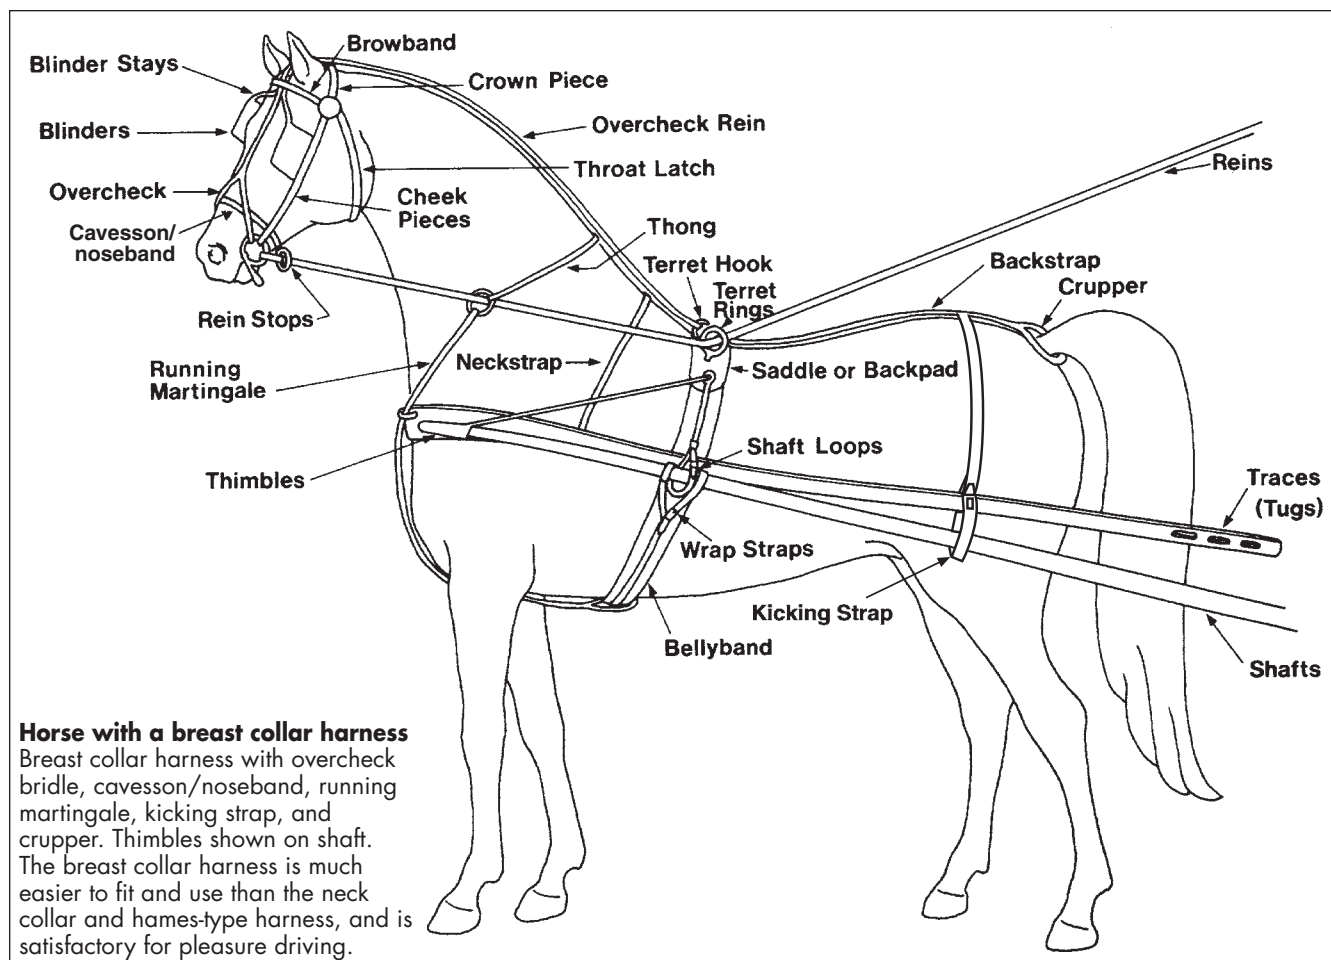 Browband
Blinder Stays
Crown Piece
Blinders
Overcheck Rein
Reins
Throat Latch
Overcheck
Cheek
Pieces
Cavesson/
noseband
Thong
Terret Hook
Terret
Rings
Backstrap
Crupper
Rein Stops
Running
Martingale
Neckstrap
Saddle or Backpad
Shaft Loops
Thimbles
Traces
(Tugs)
Wrap Straps
Kicking Strap
Bellyband
Shafts
Horse with a breast collar harness
Breast collar harness with overcheck
bridle, cavesson/noseband, running
martingale, kicking strap, and
crupper. Thimbles shown on shaft.
The breast collar harness is much
easier to fit and use than the neck
collar and hames-type harness, and is
satisfactory for pleasure driving.